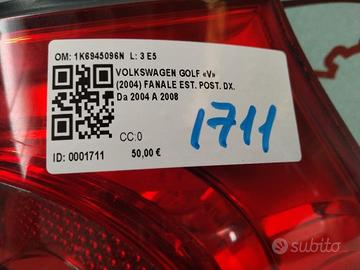 OM: 1K6945096N L: 3 E5
VOLKSWAGEN GOLF «V»
(2004) FANALE EST. POST. DX.
Da 2004 A 2008
1711
CC:0
ID: 0001711 50,00 €
subito